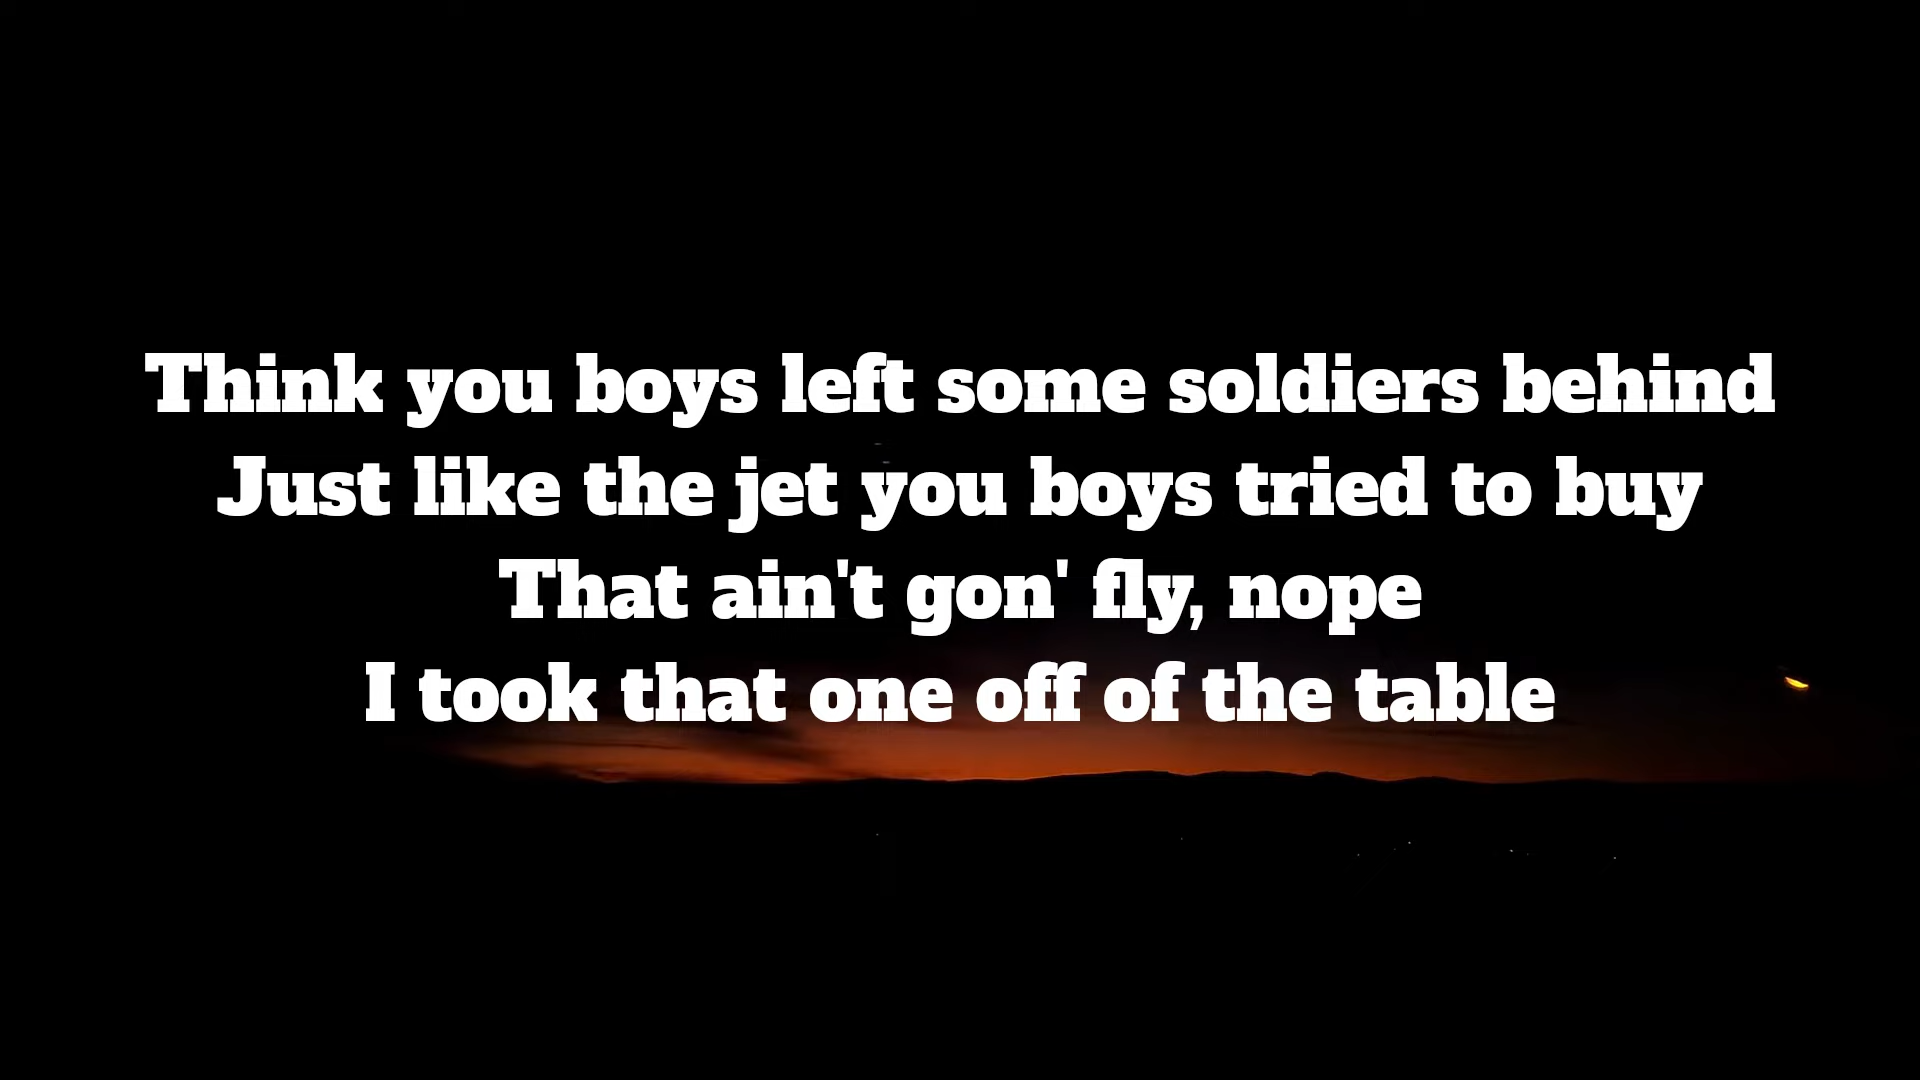 Think you boys left some soldiers behind
Just like the jet you boys tried to buy
That ain't gon' fly, nope
I took that one off of the table